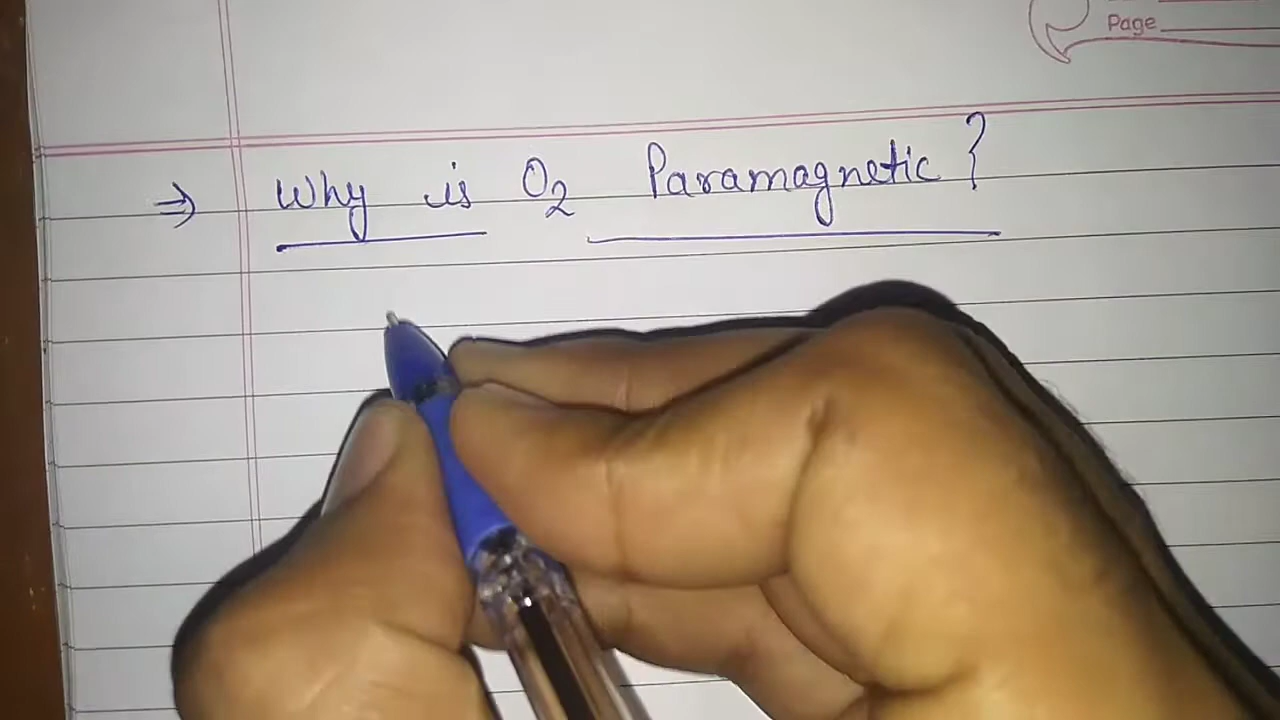 Page
⇒ Why is O₂ Paramagnetic?